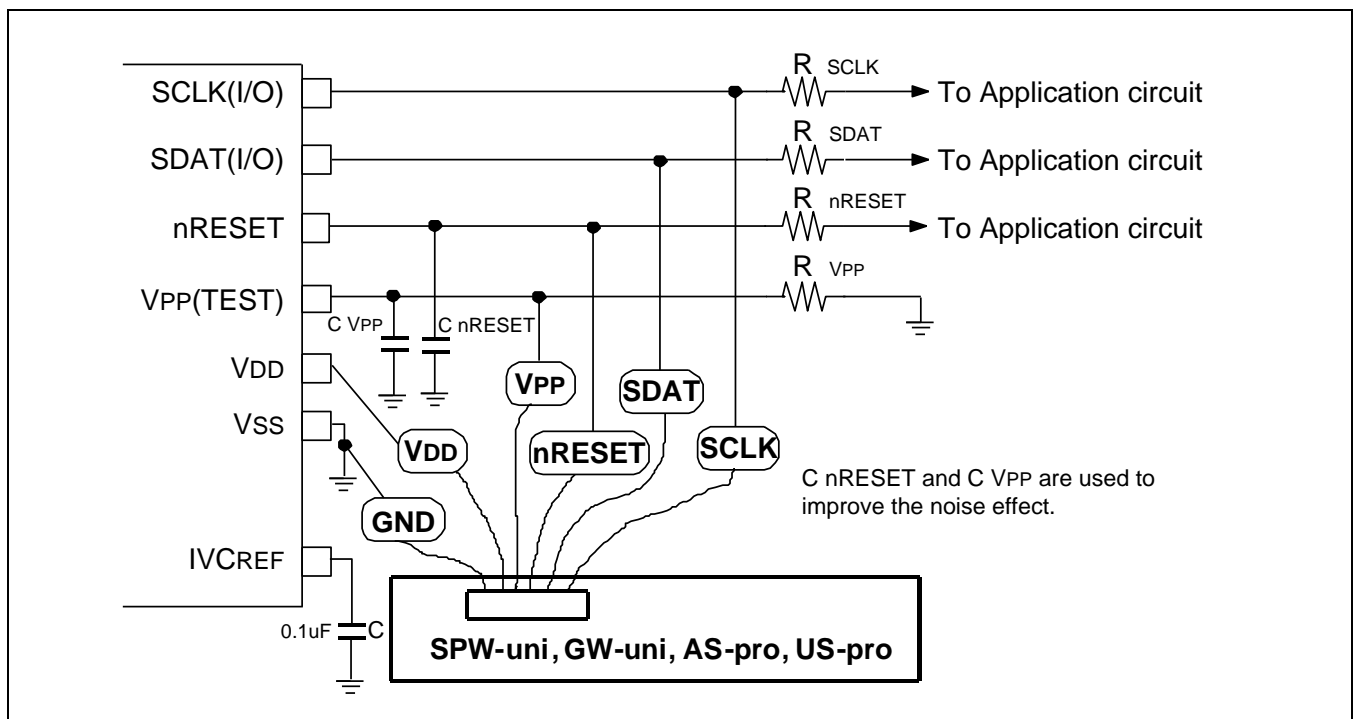 SCLK(I/O)
R SCLK
To Application circuit
SDAT(I/O)
R SDAT
To Application circuit
nRESET
R nRESET
To Application circuit
VPP(TEST)
R VPP
C VPP
C nRESET
VDD
VSS
IVCREF
0.1uF
C
GND
VDD
VPP
nRESET
SDAT
SCLK
C nRESET and C VPP are used to
improve the noise effect.
SPW-uni, GW-uni, AS-pro, US-pro